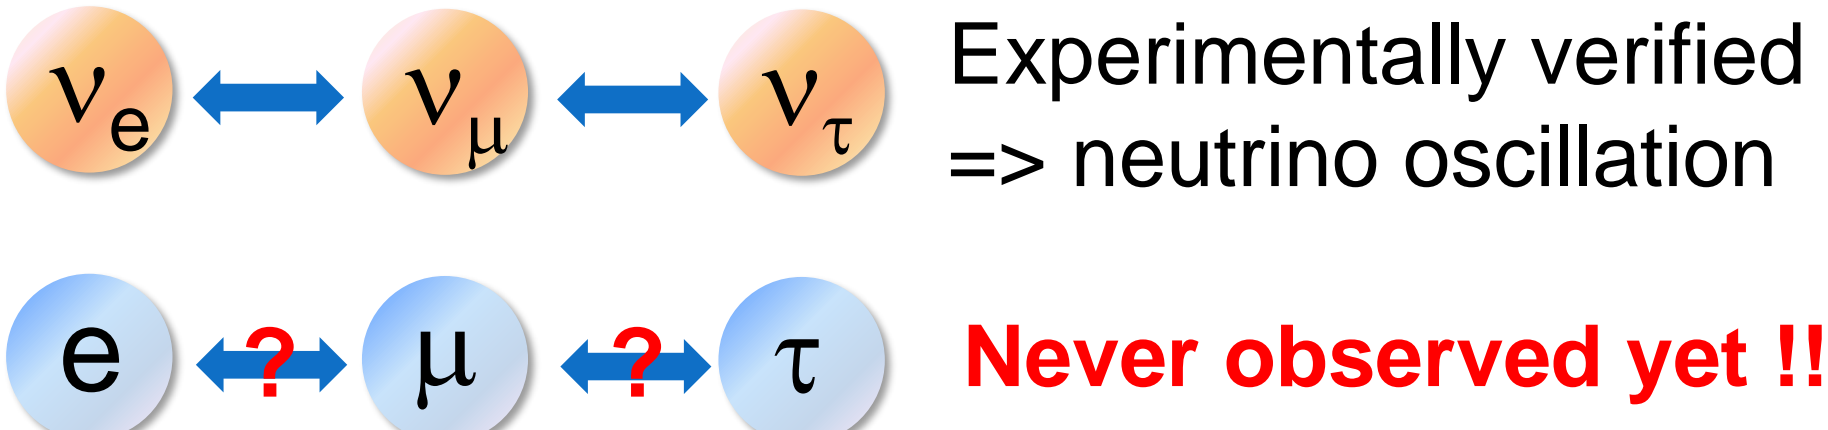 νe νμ ντ Experimentally verified
=> neutrino oscillation
e ? μ ? τ Never observed yet !!